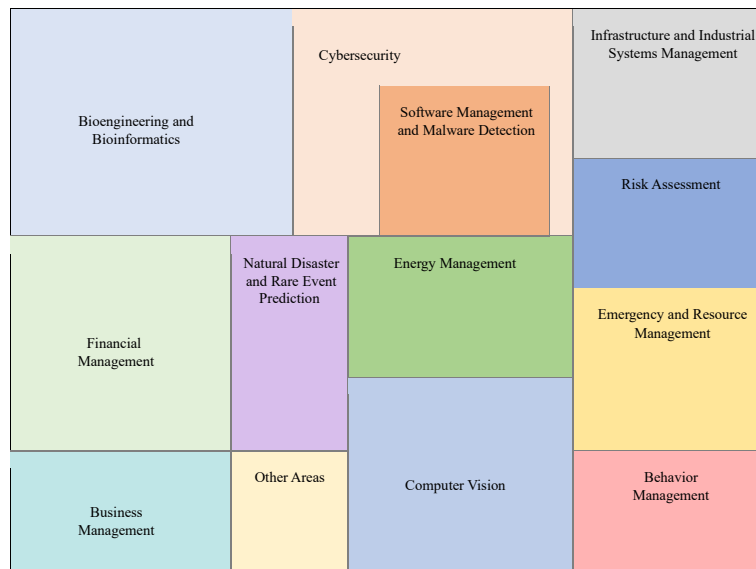 Infrastructure and Industrial
Systems Management
Cybersecurity
Bioengineering and
Bioinformatics
Software Management
and Malware Detection
Risk Assessment
Natural Disaster
and Rare Event
Prediction
Energy Management
Emergency and Resource
Management
Financial
Management
Other Areas
Computer Vision
Behavior
Management
Business
Management